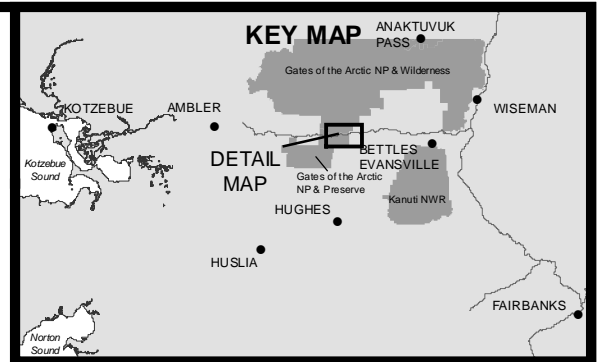 KEY MAP
ANAKTUVUK
PASS
Gates of the Arctic NP & Wilderness
KOTZEBUE
AMBLER
WISEMAN
Kotzebue
Sound
DETAIL
MAP
BETTLES
EVANSVILLE
Gates of the Arctic
NP & Preserve
Kanuti NWR
HUGHES
HUSLIA
FAIRBANKS
Norton
Sound